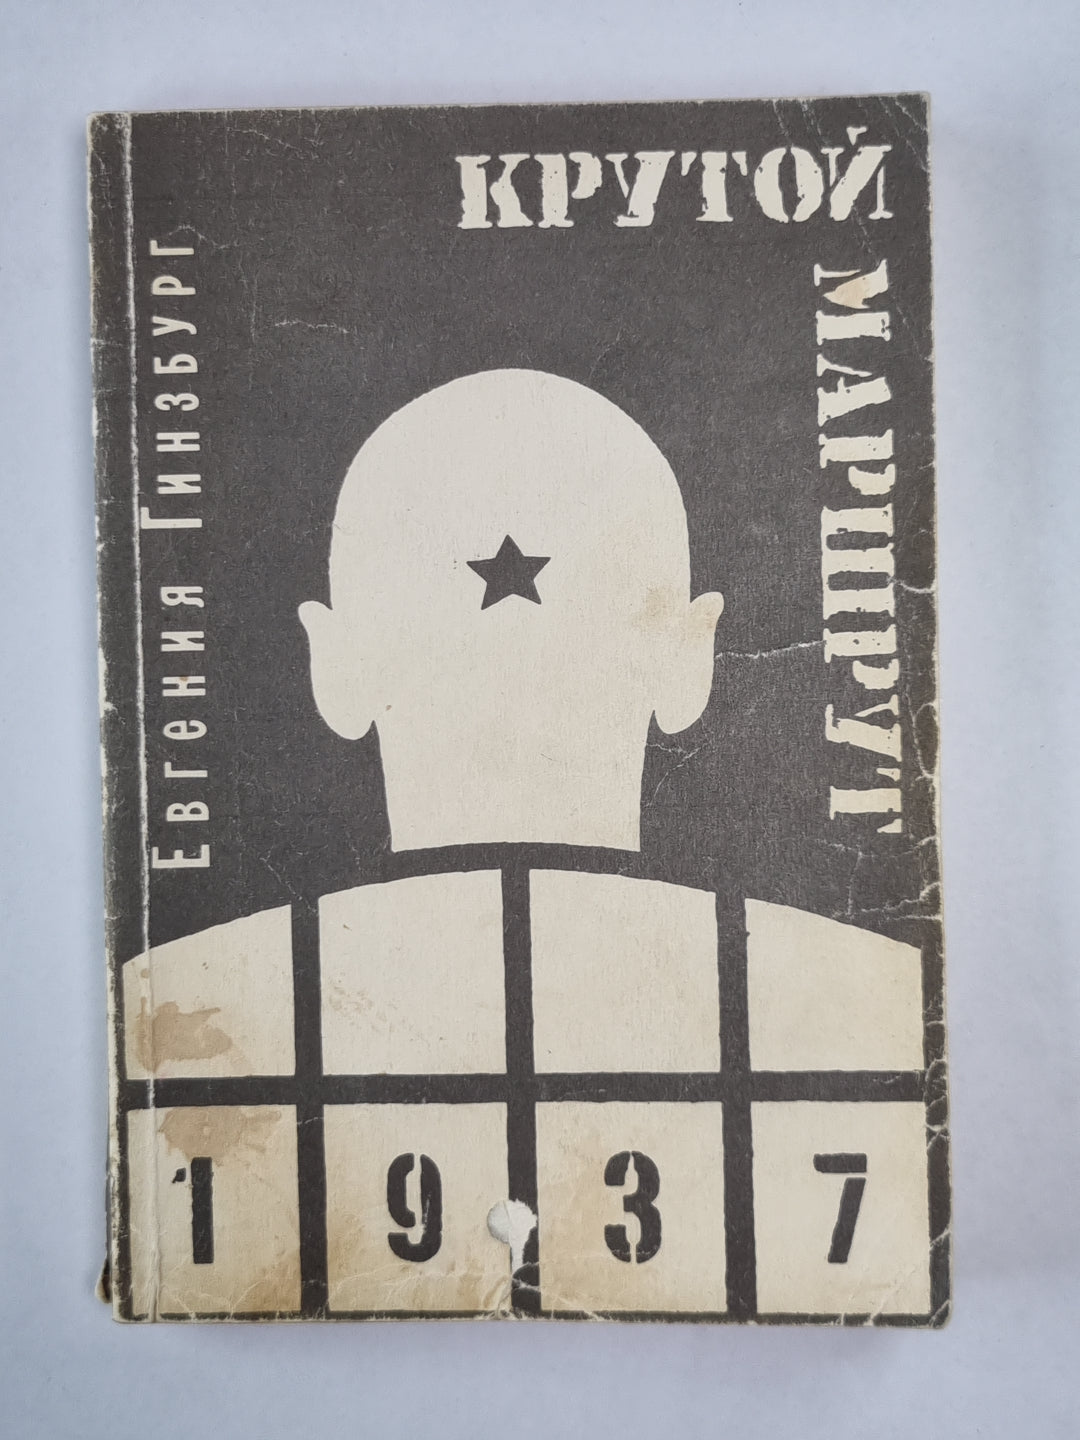 КРУТОЙ
МАРШРУТ
Евгения Гинзбург
1937